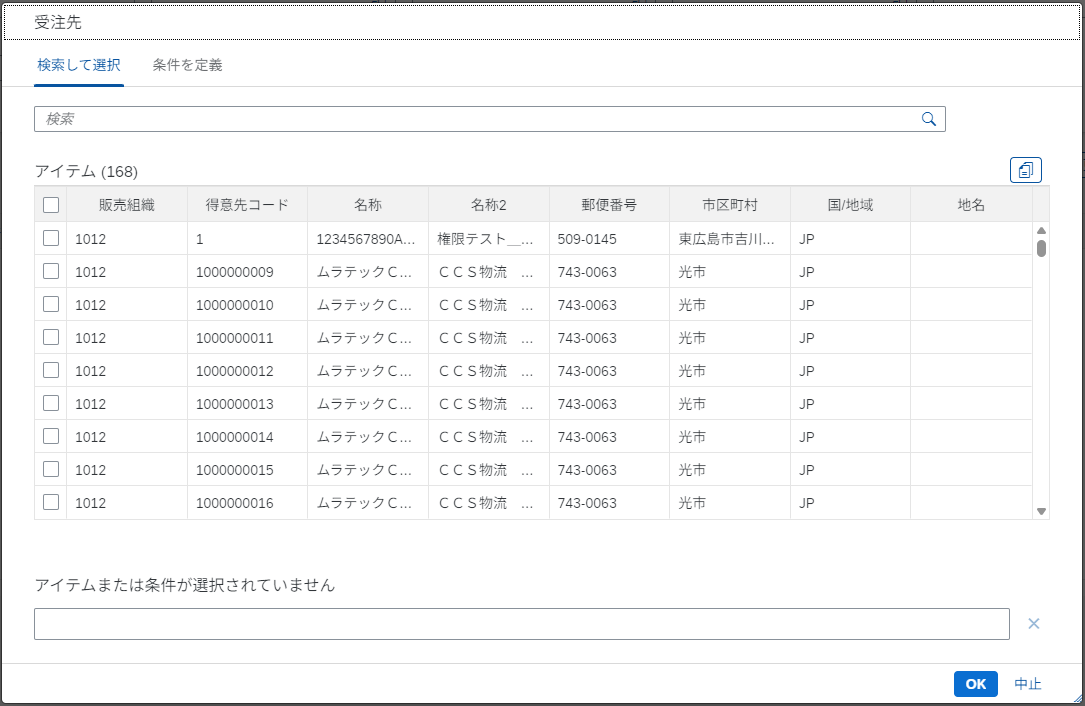 受注先
検索して選択 条件を定義
検索
アイテム (168)
販売組織 得意先コード 名称 名称2 郵便番号 市区町村 国/地域 地名
1012 1 1234567890A... 権限テスト__... 509-0145 東広島市吉川... JP
1012 1000000009 ムラテックＣ... ＣＣＳ物流 ... 743-0063 光市 JP
1012 1000000010 ムラテックＣ... ＣＣＳ物流 ... 743-0063 光市 JP
1012 1000000011 ムラテックＣ... ＣＣＳ物流 ... 743-0063 光市 JP
1012 1000000012 ムラテックＣ... ＣＣＳ物流 ... 743-0063 光市 JP
1012 1000000013 ムラテックＣ... ＣＣＳ物流 ... 743-0063 光市 JP
1012 1000000014 ムラテックＣ... ＣＣＳ物流 ... 743-0063 光市 JP
1012 1000000015 ムラテックＣ... ＣＣＳ物流 ... 743-0063 光市 JP
1012 1000000016 ムラテックＣ... ＣＣＳ物流 ... 743-0063 光市 JP
アイテムまたは条件が選択されていません
OK 中止